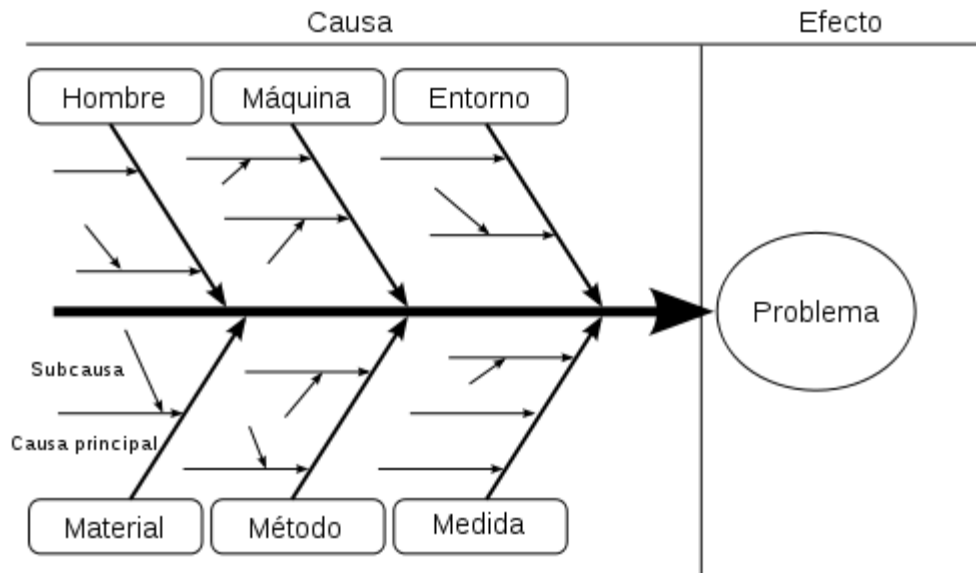 Causa
Efecto
Hombre
Máquina
Entorno
Problema
Subcausa
Causa principal
Material
Método
Medida